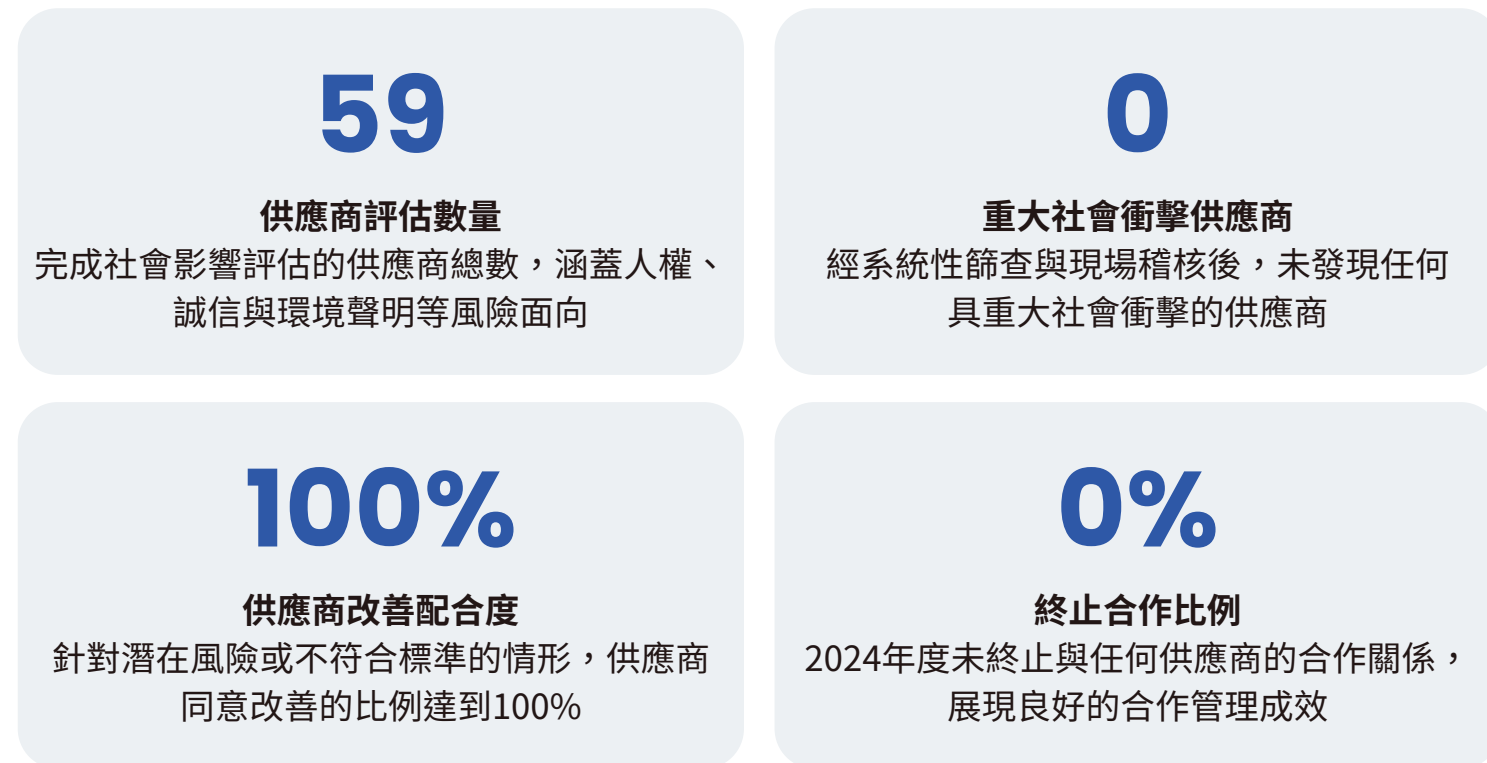 59
供應商評估數量
完成社會影響評估的供應商總數，涵蓋人權、
誠信與環境聲明等風險面向
0
重大社會衝擊供應商
經系統性篩查與現場稽核後，未發現任何
具重大社會衝擊的供應商
100%
供應商改善配合度
針對潛在風險或不符合標準的情形，供應商
同意改善的比例達到100%
0%
終止合作比例
2024年度未終止與任何供應商的合作關係，
展現良好的合作管理成效